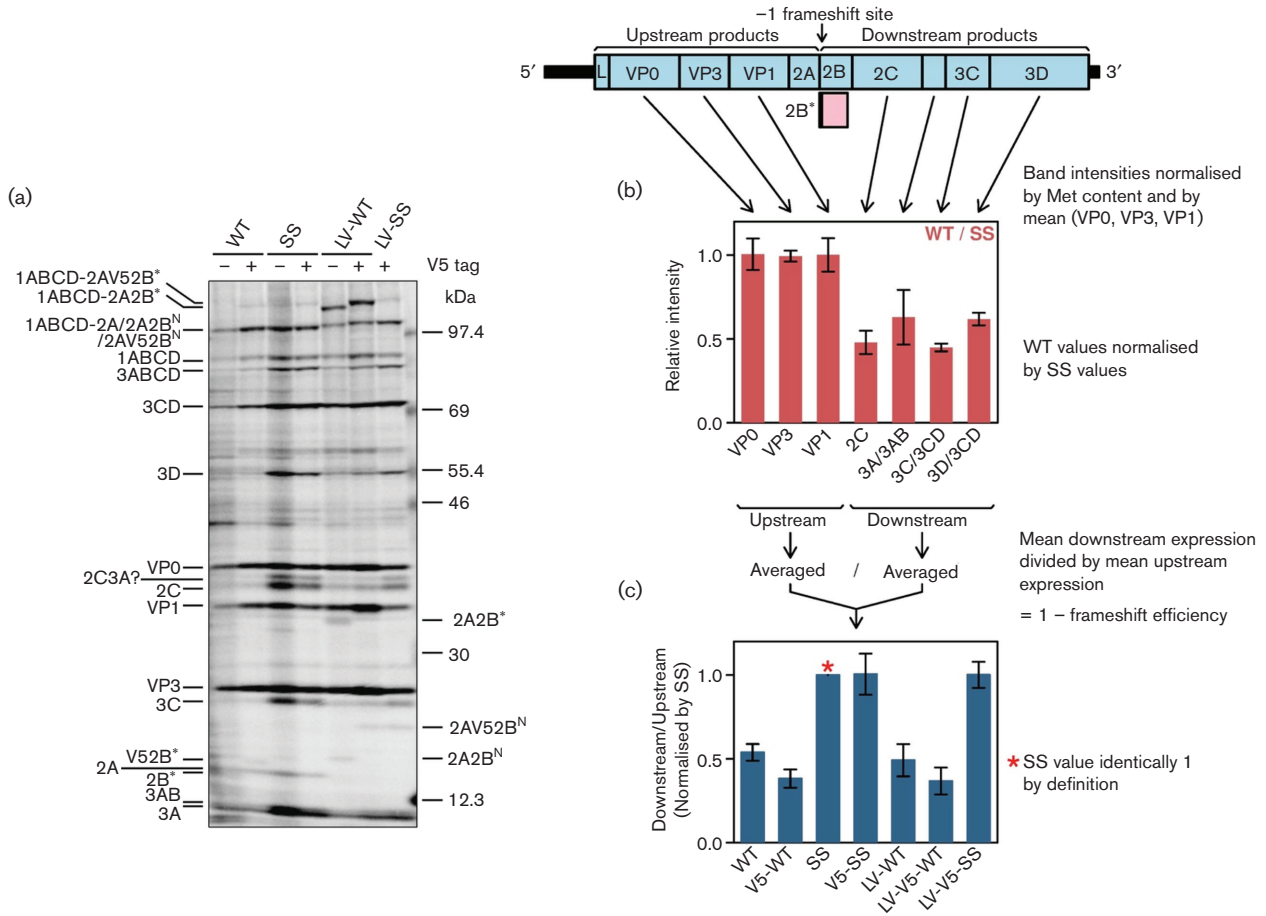 −1 frameshift site
Upstream products
Downstream products
5′
L
VP0
VP3
VP1
2A
2B
2C
3C
3D
3′
2B*
(a)
WT
SS
LV-WT
LV-SS
− + − + − + +
V5 tag
1ABCD-2AV52B*
1ABCD-2A2B*
1ABCD-2A/2A2Bᴺ
/2AV52Bᴺ
1ABCD
3ABCD
3CD
3D
VP0
2C3A?
2C
VP1
VP3
3C
V52B*
2A
2B*
3AB
3A
kDa
97.4
69
55.4
46
2A2B*
30
2AV52Bᴺ
2A2Bᴺ
12.3
(b)
Band intensities normalised
by Met content and by
mean (VP0, VP3, VP1)
WT / SS
Relative intensity
1.0
0.5
0.0
VP0
VP3
VP1
2C
3A/3AB
3C/3CD
3D/3CD
WT values normalised
by SS values
Upstream
Downstream
Averaged / Averaged
Mean downstream expression
divided by mean upstream
expression
= 1 − frameshift efficiency
(c)
Downstream/Upstream
(Normalised by SS)
1.0
0.5
0.0
*
WT
V5-WT
SS
V5-SS
LV-WT
LV-V5-WT
LV-V5-SS
* SS value identically 1
by definition